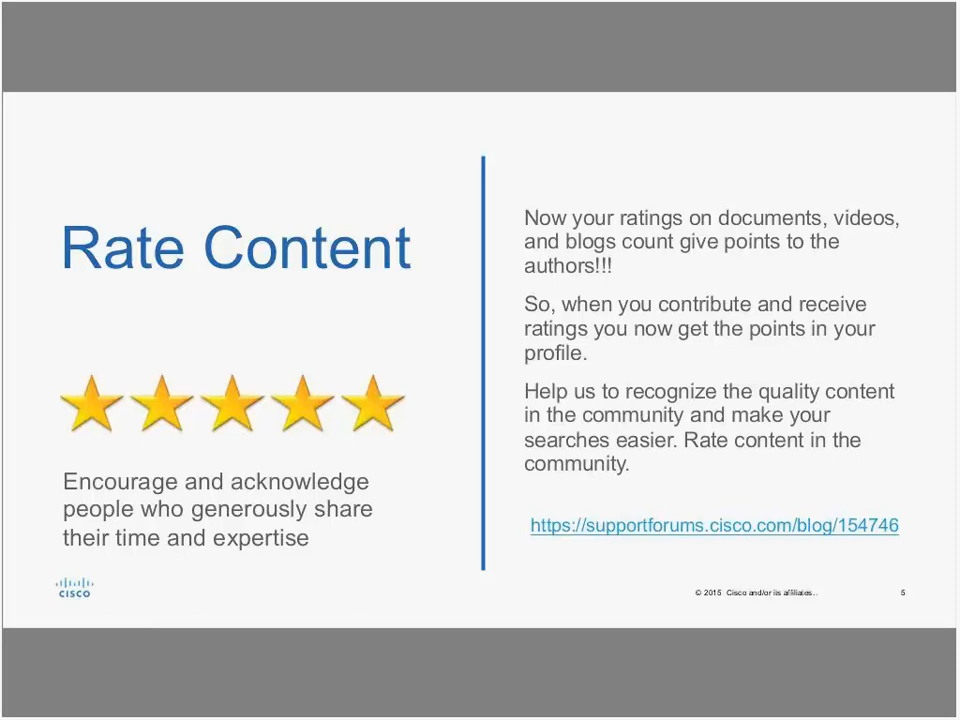 Rate Content
Encourage and acknowledge
people who generously share
their time and expertise
Now your ratings on documents, videos,
and blogs count give points to the
authors!!!
So, when you contribute and receive
ratings you now get the points in your
profile.
Help us to recognize the quality content
in the community and make your
searches easier. Rate content in the
community.
https://supportforums.cisco.com/blog/154746
CISCO
© 2015 Cisco and/or its affiliates..
5